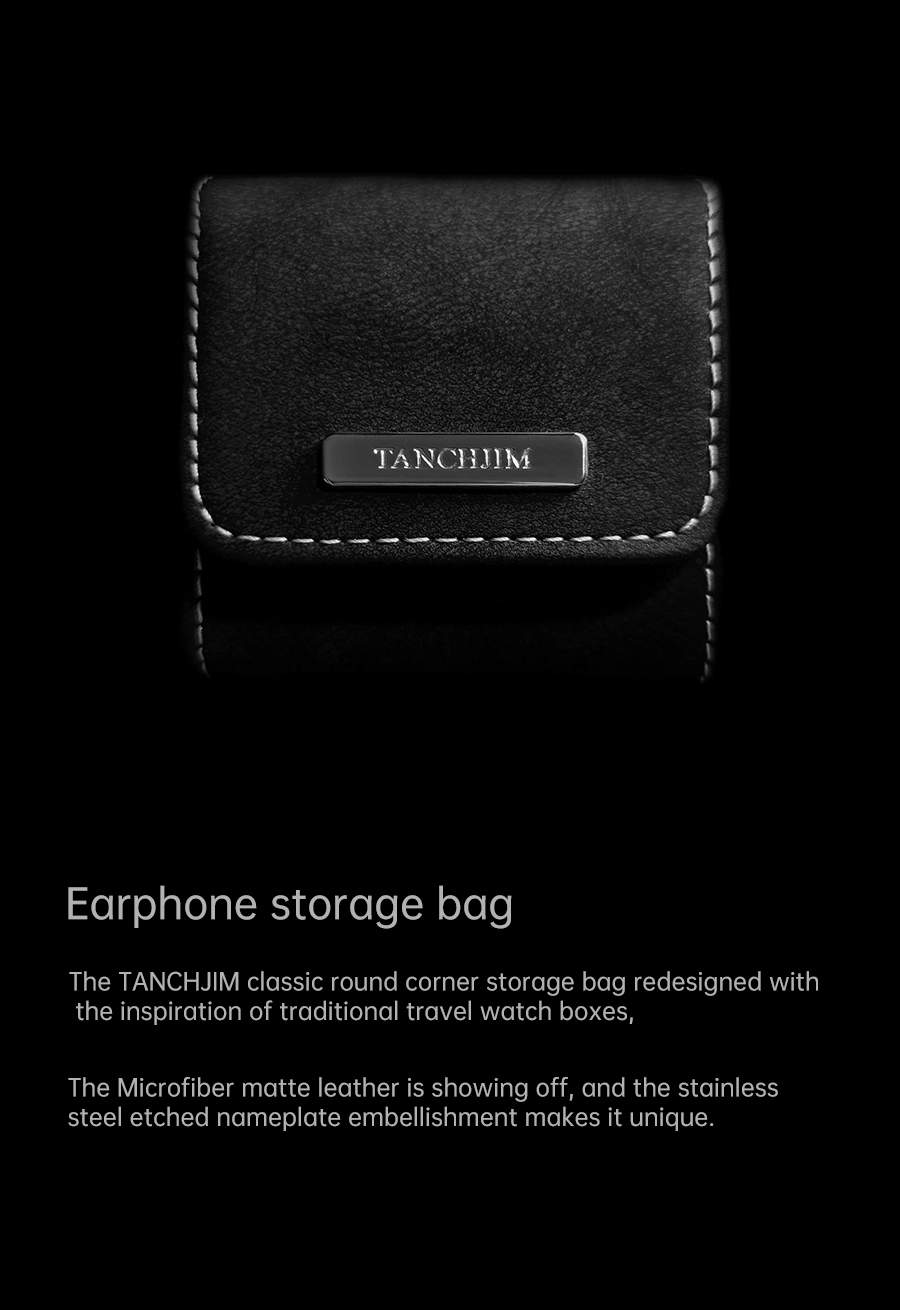 TANCHJIM
Earphone storage bag
The TANCHJIM classic round corner storage bag redesigned with
the inspiration of traditional travel watch boxes,
The Microfiber matte leather is showing off, and the stainless
steel etched nameplate embellishment makes it unique.